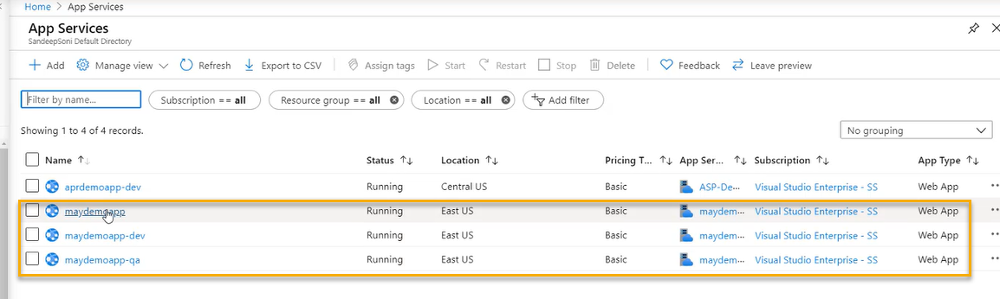 Home > App Services
App Services
SandeepSoni Default Directory
Add Manage view Refresh Export to CSV Assign tags Start Restart Stop Delete Feedback Leave preview
Filter by name... Subscription == all Resource group == all Location == all Add filter
Showing 1 to 4 of 4 records. No grouping
Name Status Location Pricing T... App Ser... Subscription App Type
aprdemoapp-dev Running Central US Basic ASP-De... Visual Studio Enterprise - SS Web App
maydemoapp Running East US Basic maydem... Visual Studio Enterprise - SS Web App
maydemoapp-dev Running East US Basic maydem... Visual Studio Enterprise - SS Web App
maydemoapp-qa Running East US Basic maydem... Visual Studio Enterprise - SS Web App